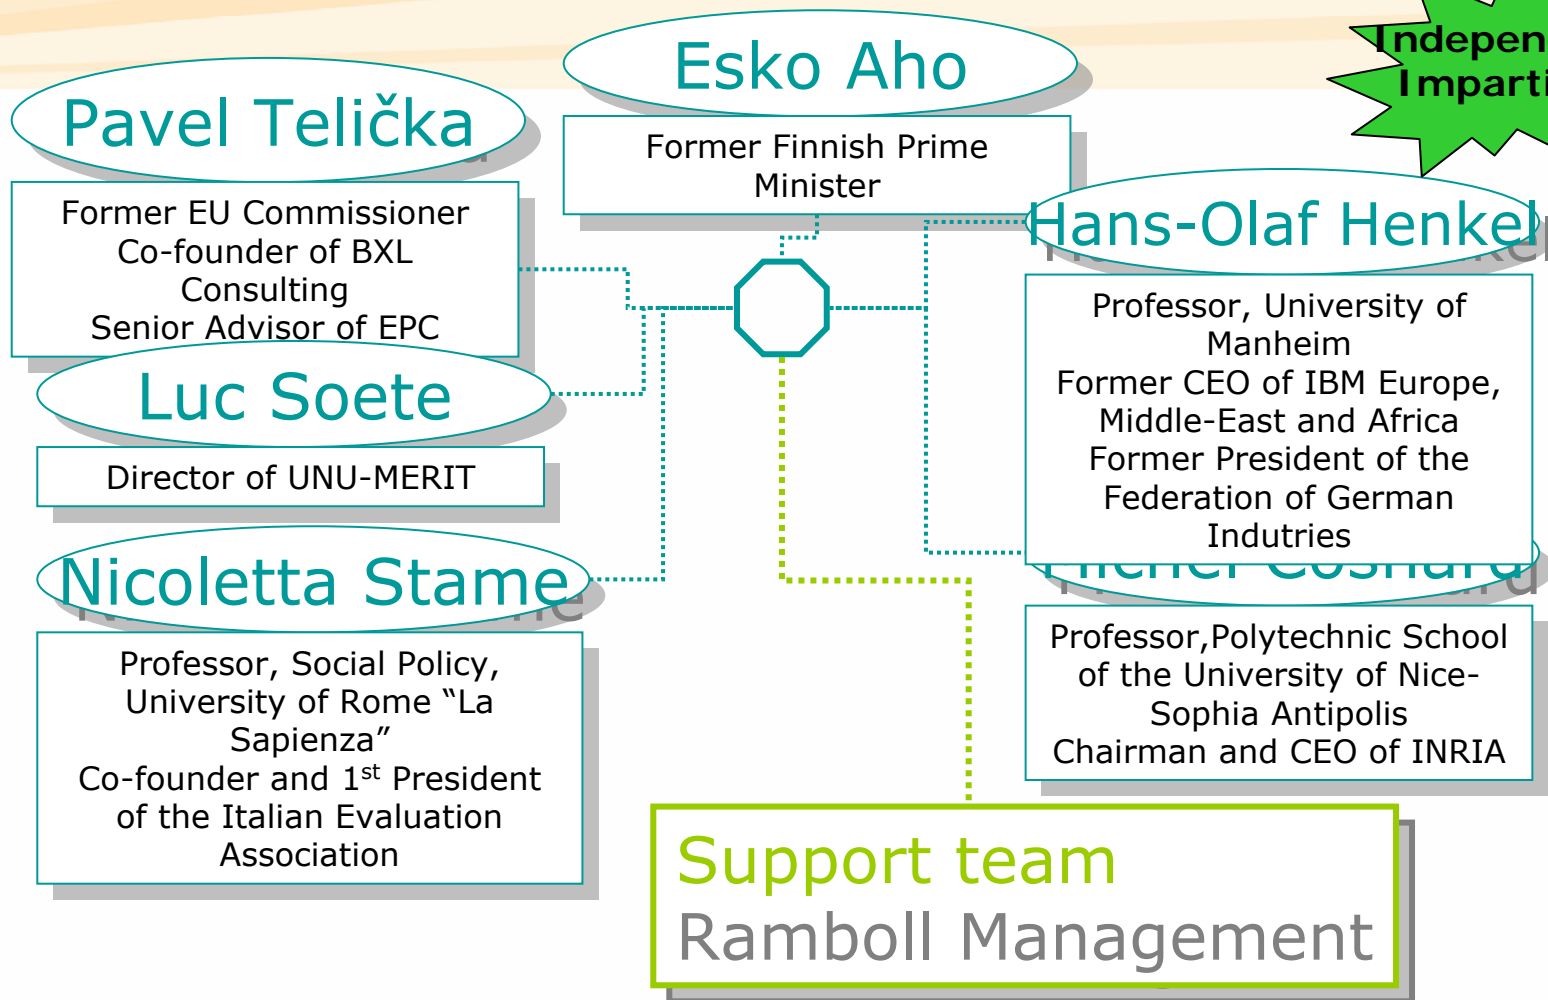 Esko Aho
Former Finnish Prime
Minister
Pavel Telička
Former EU Commissioner
Co-founder of BXL
Consulting
Senior Advisor of EPC
Luc Soete
Director of UNU-MERIT
Nicoletta Stame
Professor, Social Policy,
University of Rome “La
Sapienza”
Co-founder and 1st President
of the Italian Evaluation
Association
Hans-Olaf Henkel
Professor, University of
Manheim
Former CEO of IBM Europe,
Middle-East and Africa
Former President of the
Federation of German
Indutries
Professor,Polytechnic School
of the University of Nice-
Sophia Antipolis
Chairman and CEO of INRIA
Support team
Ramboll Management